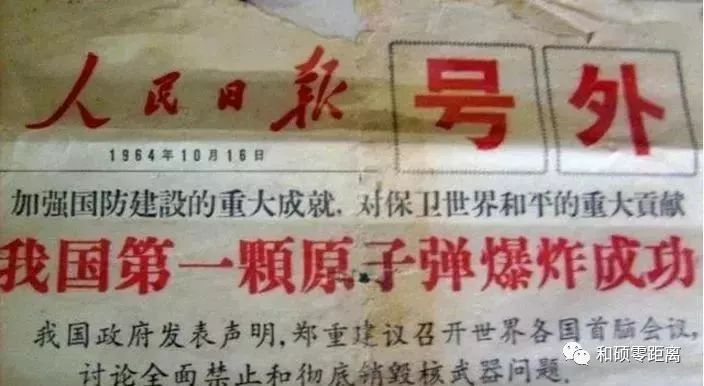 人民日报
号外
1964年10月16日
加强国防建設的重大成就,对保卫世界和平的重大貢献
我国第一顆原子弹爆炸成功
我国政府发表声明,郑重建议召开世界各国首脑会议,
讨论全面禁止和彻底销毁核武器问题
和硕零距离